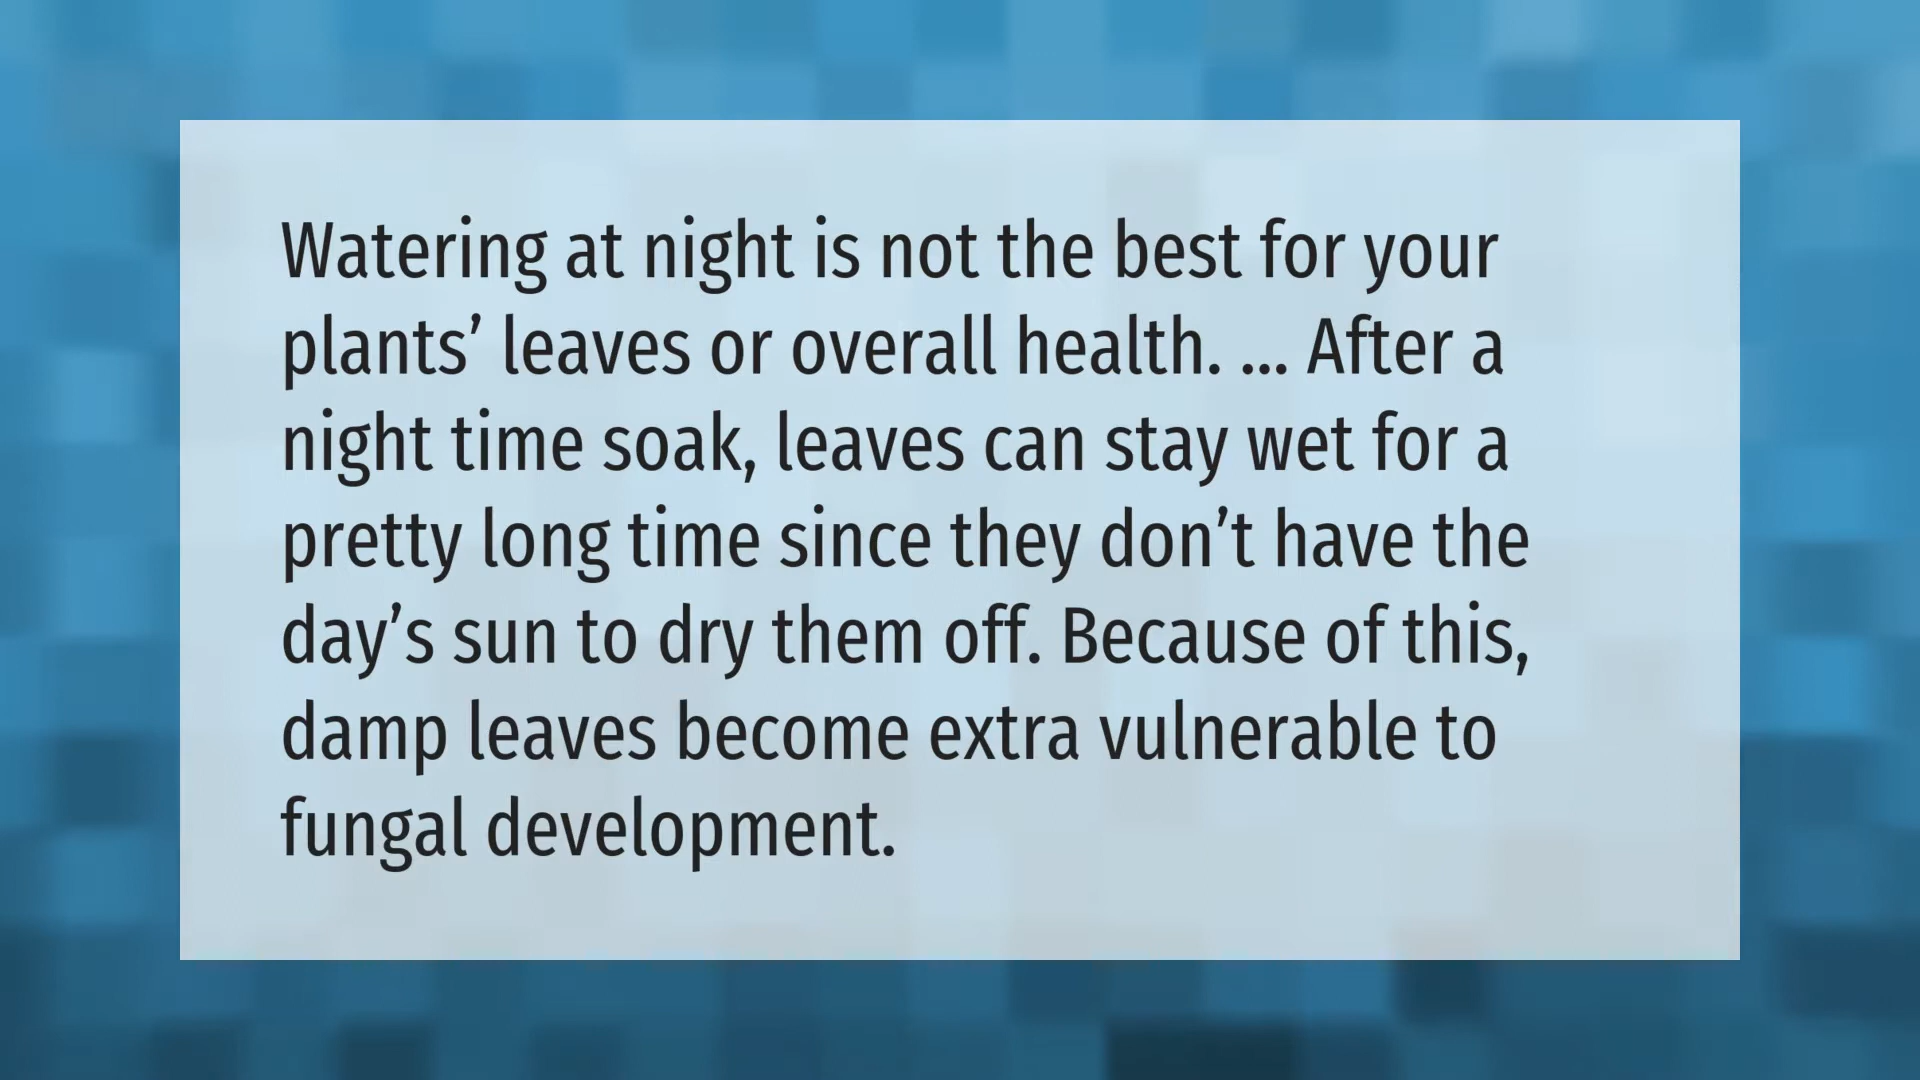 Watering at night is not the best for your
plants’ leaves or overall health. ... After a
night time soak, leaves can stay wet for a
pretty long time since they don’t have the
day’s sun to dry them off. Because of this,
damp leaves become extra vulnerable to
fungal development.